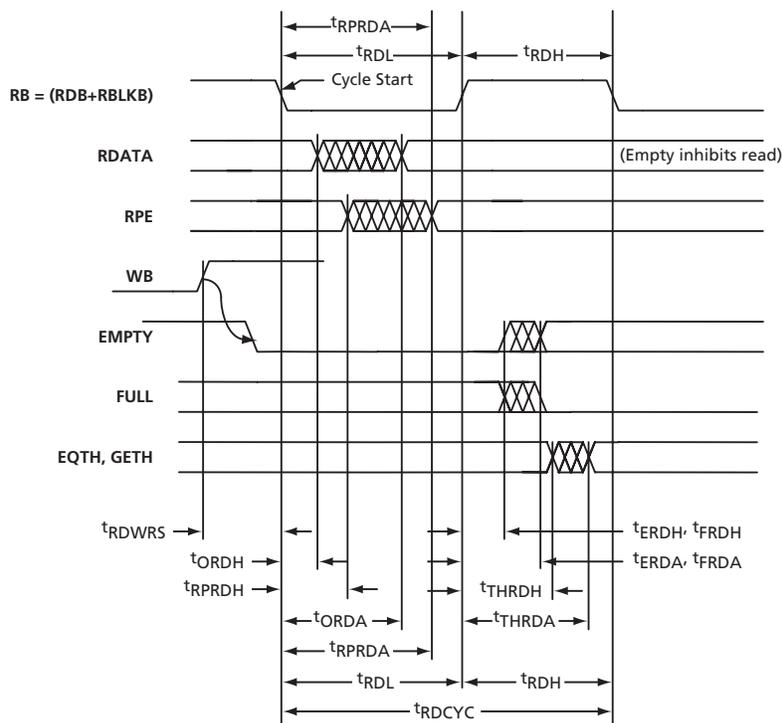 tRPRDA
tRDL
tRDH
RB = (RDB+RBLKB)
Cycle Start
RDATA
(Empty inhibits read)
RPE
WB
EMPTY
FULL
EQTH, GETH
tRDWRS
tERDH, tFRDH
tORDH
tERDA, tFRDA
tRPRDH
tTHRDH
tORDA
tTHRDA
tRPRDA
tRDL
tRDH
tRDCYC